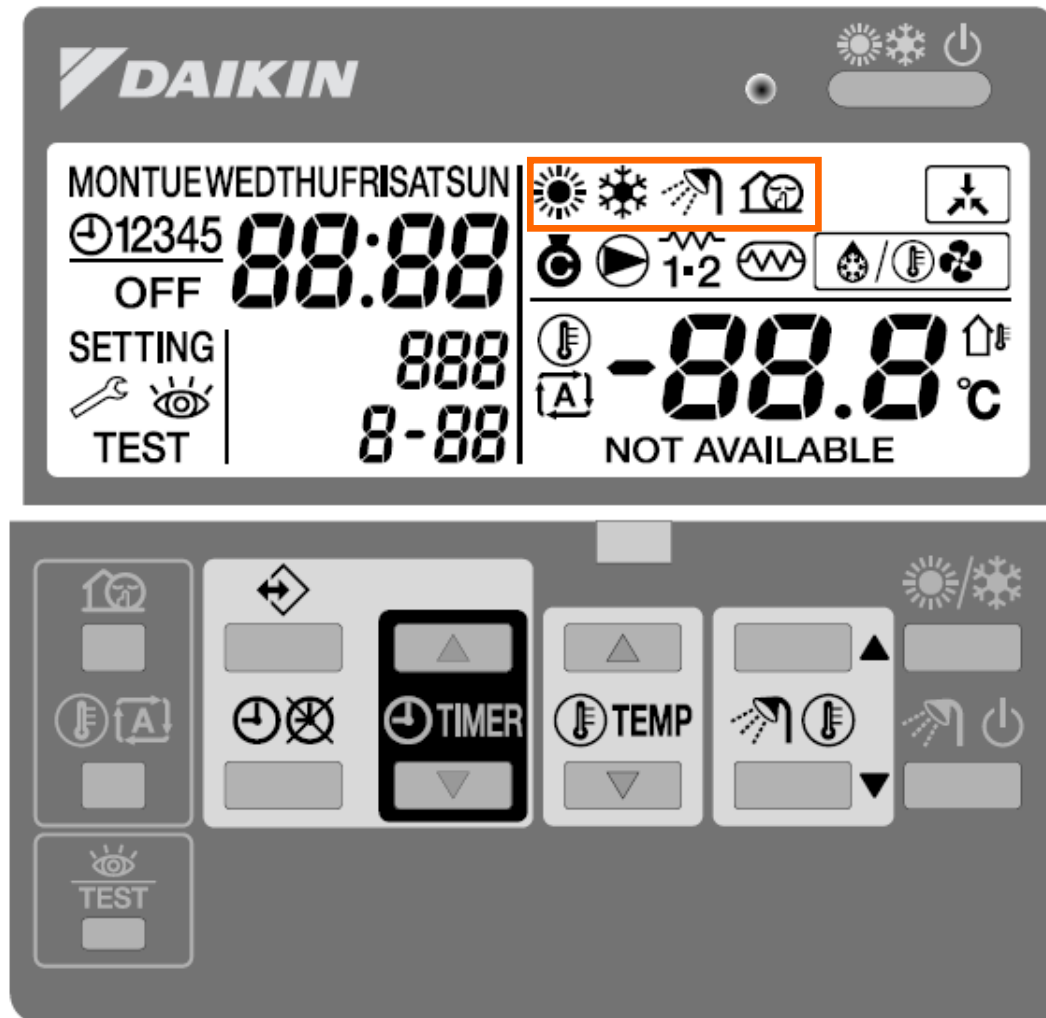 DAIKIN
MONTUEWEDTHUFRISATSUN
12345
88:88
OFF
C
1▪2
/
SETTING
888
-88.8
A
°C
TEST
8-88
NOT AVAILABLE
/
A
TIMER
TEMP
TEST